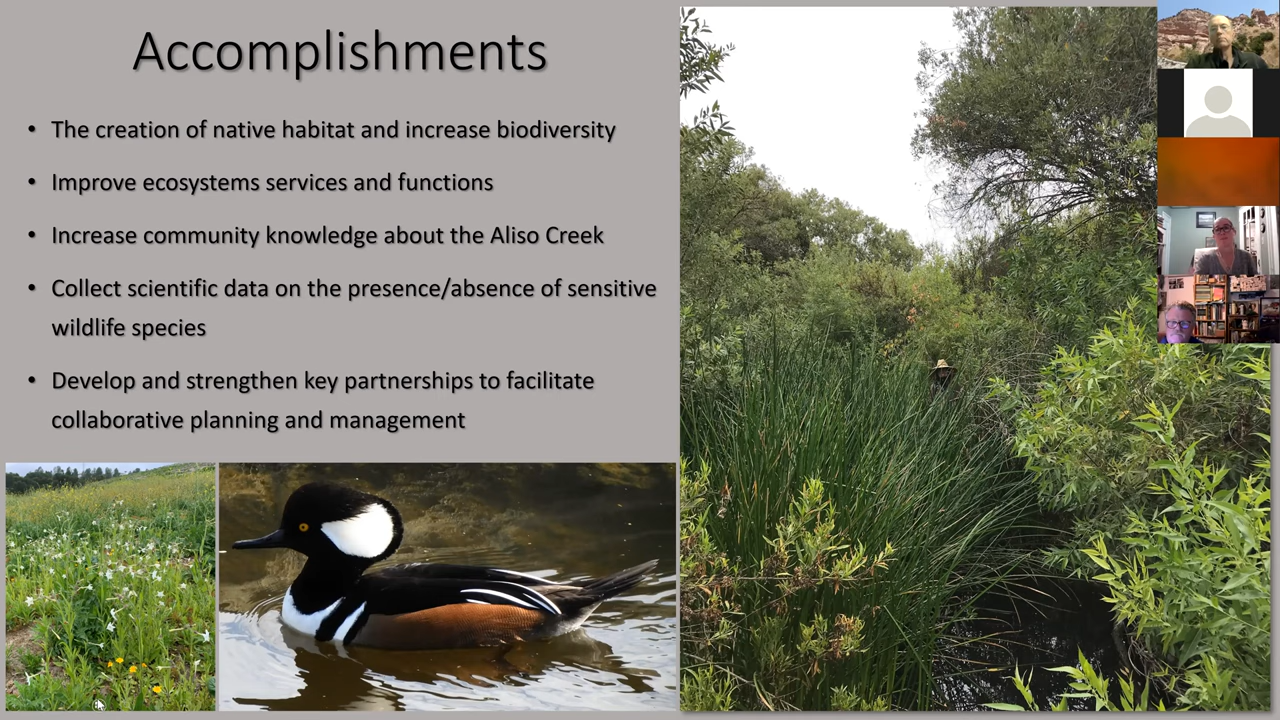 Accomplishments
• The creation of native habitat and increase biodiversity
• Improve ecosystems services and functions
• Increase community knowledge about the Aliso Creek
• Collect scientific data on the presence/absence of sensitive
wildlife species
• Develop and strengthen key partnerships to facilitate
collaborative planning and management